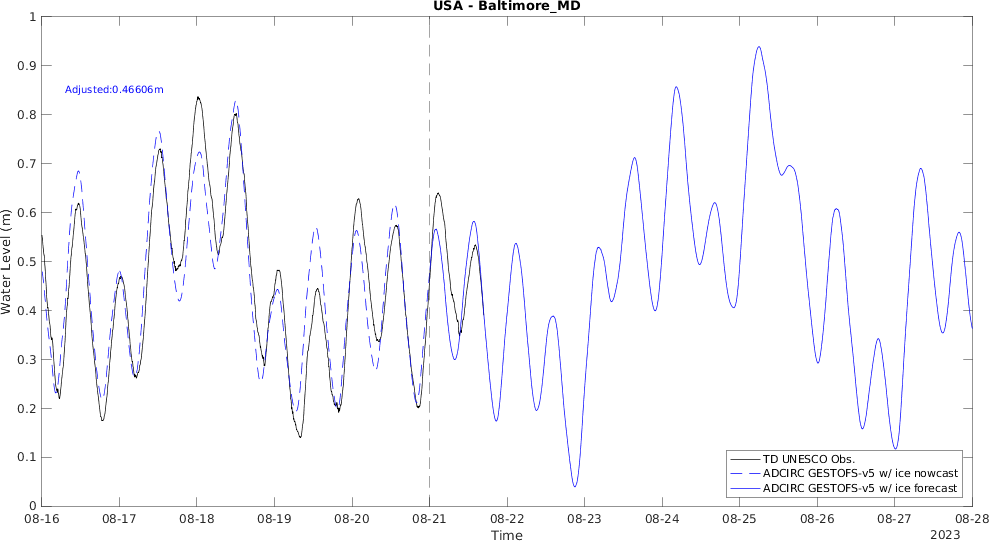 USA - Baltimore_MD
1
0.9
Adjusted:0.46606m
0.8
0.7
0.6
0.5
0.4
0.3
0.2
0.1
0
Water Level (m)
TD UNESCO Obs.
ADCIRC GESTOFS-v5 w/ ice nowcast
ADCIRC GESTOFS-v5 w/ ice forecast
08-16 08-17 08-18 08-19 08-20 08-21 08-22 08-23 08-24 08-25 08-26 08-27 08-28
Time
2023